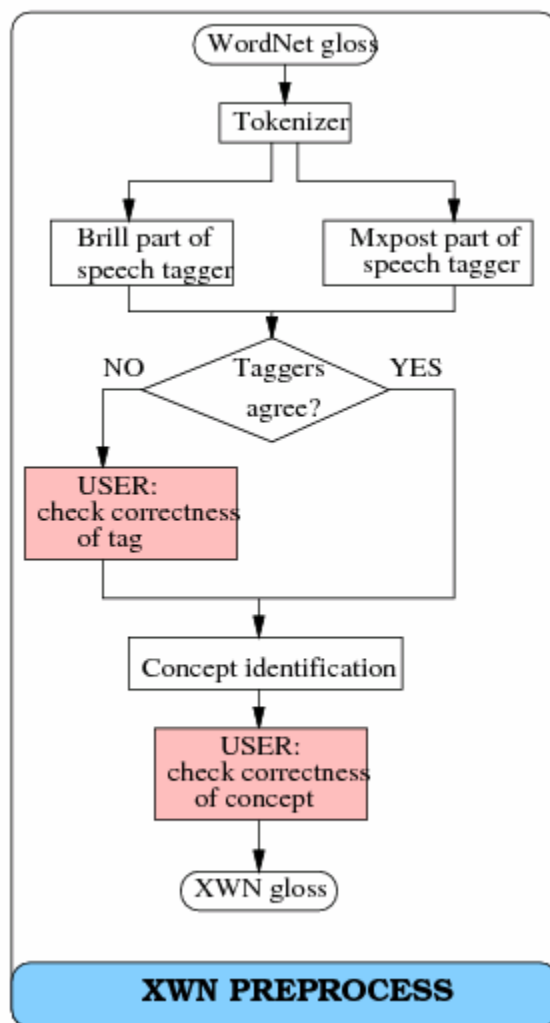 WordNet gloss
Tokenizer
Brill part of
speech tagger
Mxpost part of
speech tagger
NO
Taggers
agree?
YES
USER:
check correctness
of tag
Concept identification
USER:
check correctness
of concept
XWN gloss
XWN PREPROCESS